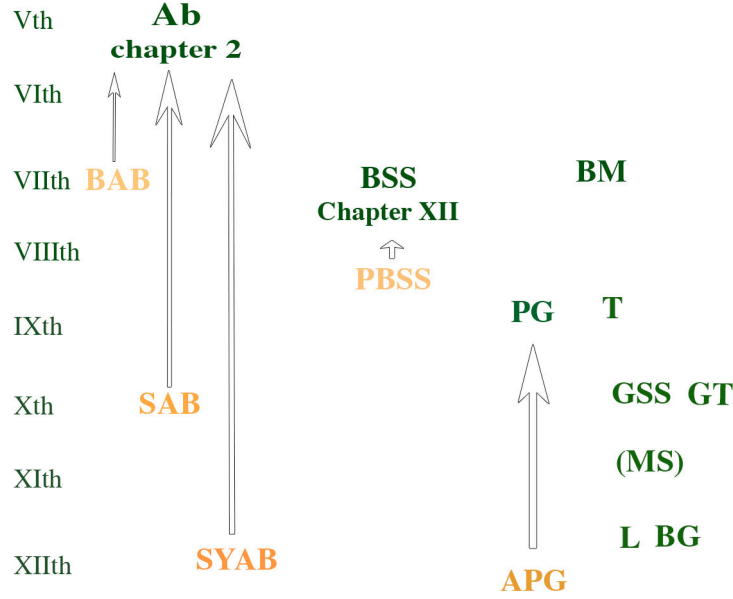 Vth Ab
chapter 2
VIth
VIIth BAB BSS BM
Chapter XII
VIIIth PBSS
IXth PG T
Xth SAB GSS GT
XIth (MS)
XIIth SYAB APG L BG